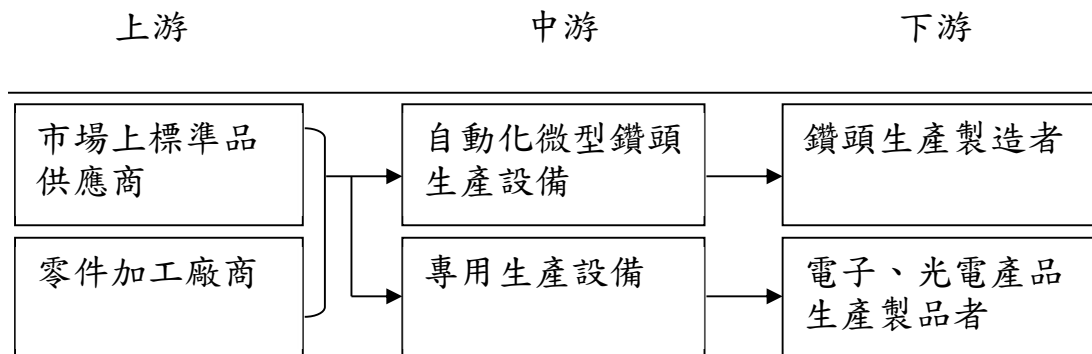 上游
中游
下游
市場上標準品
供應商
自動化微型鑽頭
生產設備
鑽頭生產製造者
零件加工廠商
專用生產設備
電子、光電產品
生產製品者